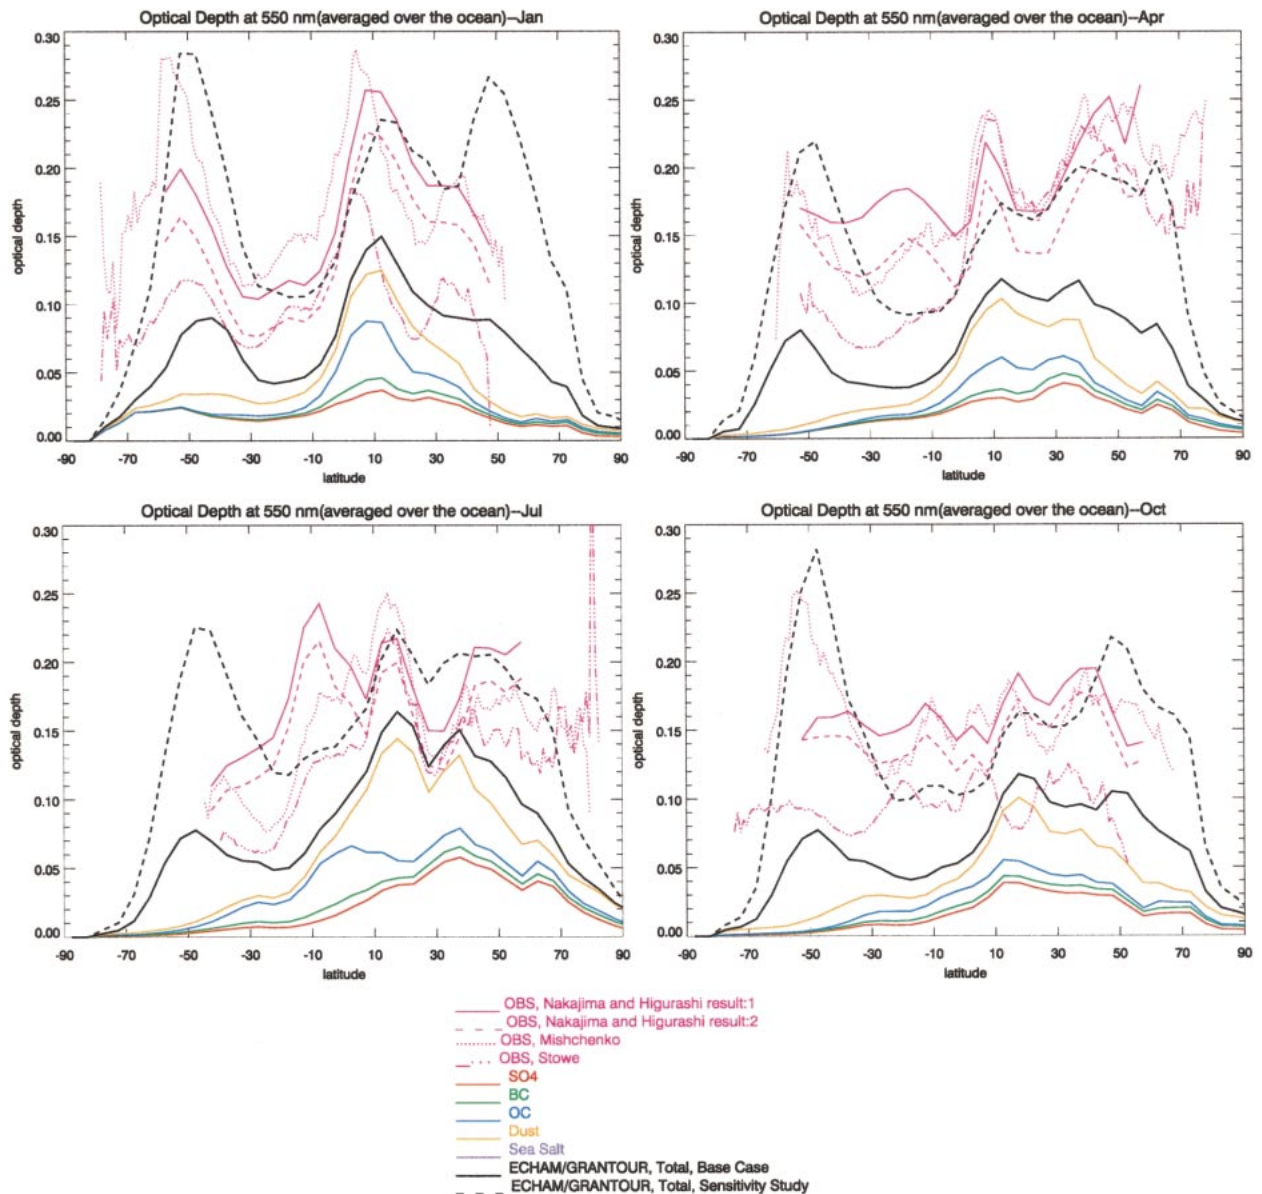 Optical Depth at 550 nm(averaged over the ocean)--Jan
0.30
0.25
0.20
0.15
0.10
0.05
0.00
optical depth
-90 -70 -50 -30 -10 10 30 50 70 90
latitude
Optical Depth at 550 nm(averaged over the ocean)--Apr
0.30
0.25
0.20
0.15
0.10
0.05
0.00
optical depth
-90 -70 -50 -30 -10 10 30 50 70 90
latitude
Optical Depth at 550 nm(averaged over the ocean)--Jul
0.30
0.25
0.20
0.15
0.10
0.05
0.00
optical depth
-90 -70 -50 -30 -10 10 30 50 70 90
latitude
Optical Depth at 550 nm(averaged over the ocean)--Oct
0.30
0.25
0.20
0.15
0.10
0.05
0.00
optical depth
-90 -70 -50 -30 -10 10 30 50 70 90
latitude
OBS, Nakajima and Higurashi result:1
OBS, Nakajima and Higurashi result:2
OBS, Mishchenko
OBS, Stowe
SO4
BC
OC
Dust
Sea Salt
ECHAM/GRANTOUR, Total, Base Case
ECHAM/GRANTOUR, Total, Sensitivity Study